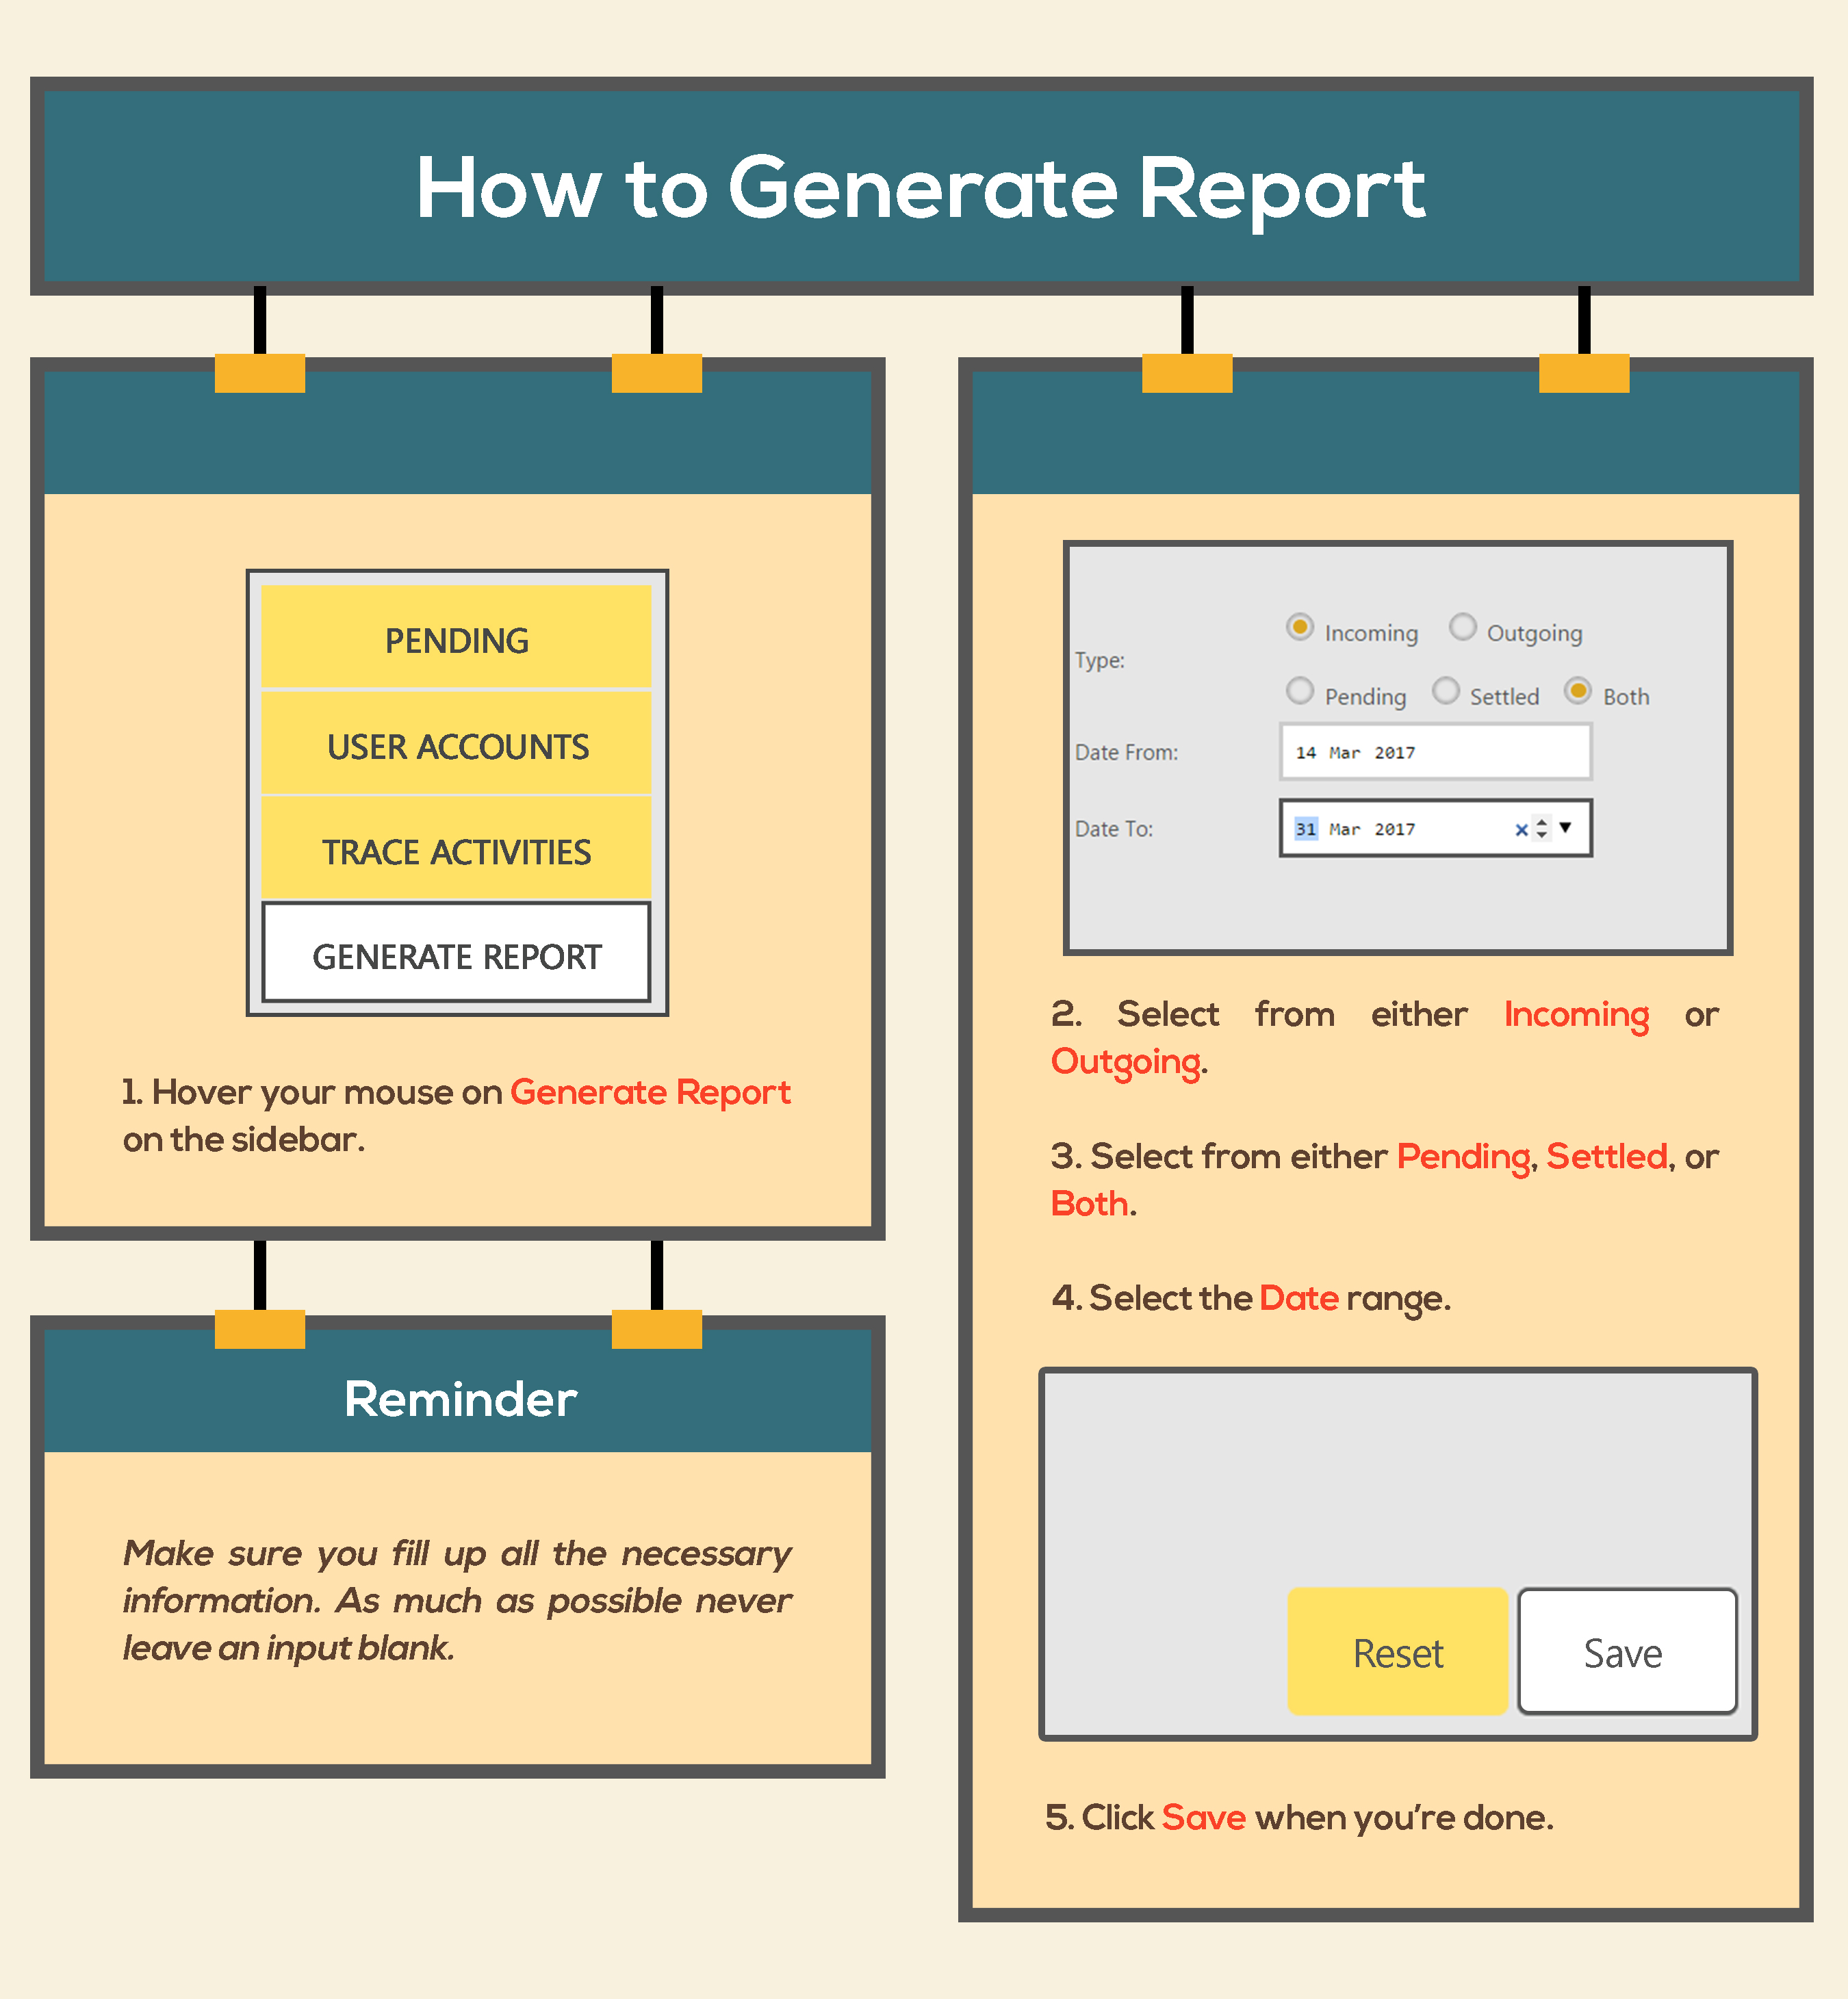 How to Generate Report
PENDING
USER ACCOUNTS
TRACE ACTIVITIES
GENERATE REPORT
1. Hover your mouse on Generate Report
on the sidebar.
Reminder
Make sure you fill up all the necessary
information. As much as possible never
leave an input blank.
Type:
Incoming Outgoing
Pending Settled Both
Date From: 14 Mar 2017
Date To: 31 Mar 2017
2. Select from either Incoming or
Outgoing.
3. Select from either Pending, Settled, or
Both.
4. Select the Date range.
Reset Save
5. Click Save when you're done.